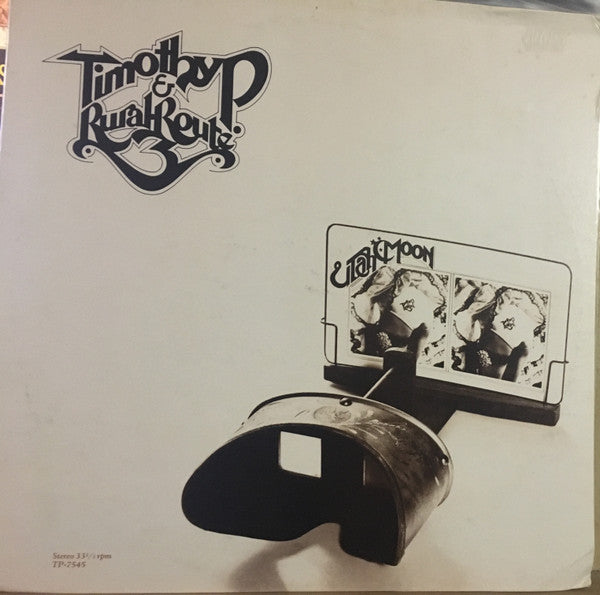 Timothy P.
&
Rural Route
3
Utah Moon
Stereo 33⅓ rpm
TP-7545